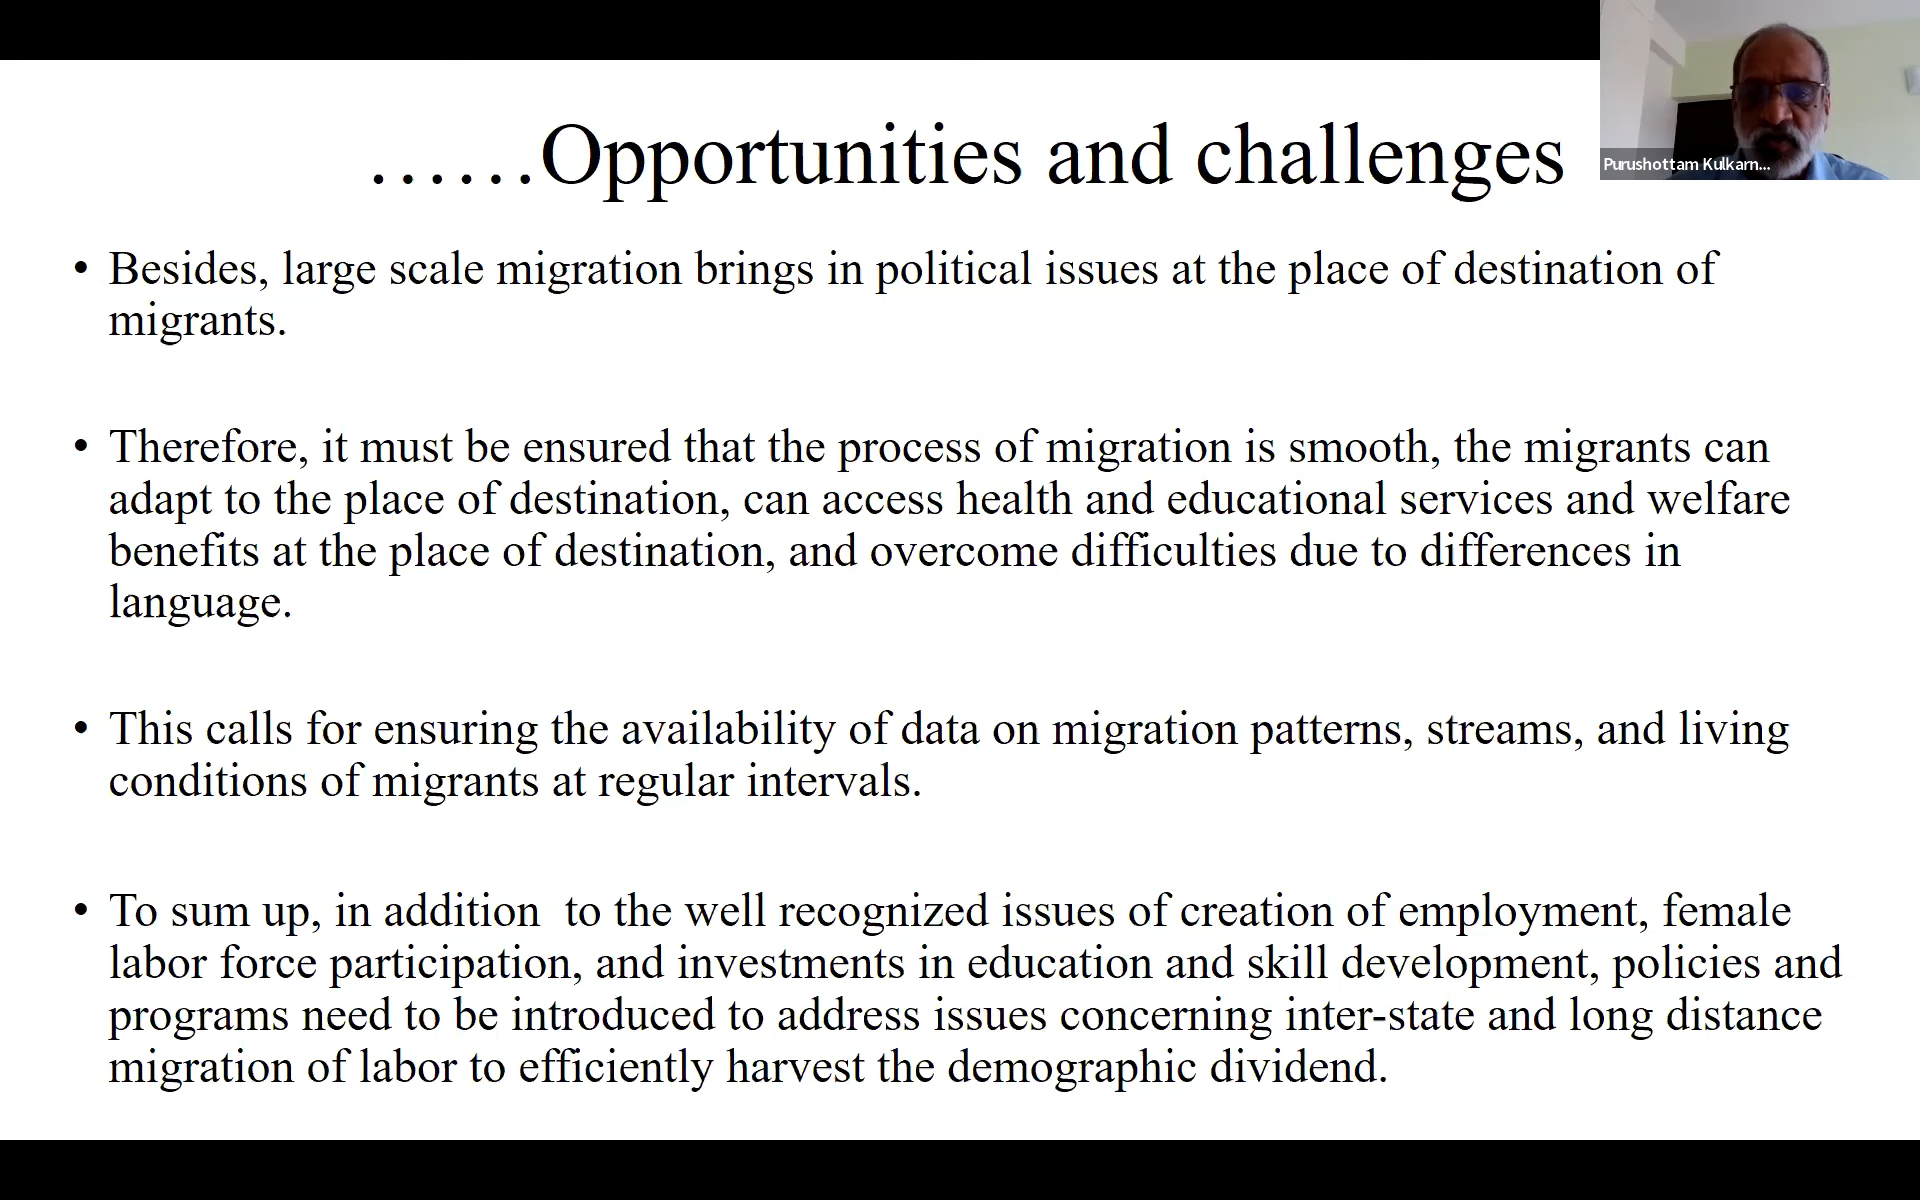 ……Opportunities and challenges
Purushottam Kulkarn...
• Besides, large scale migration brings in political issues at the place of destination of
migrants.
• Therefore, it must be ensured that the process of migration is smooth, the migrants can
adapt to the place of destination, can access health and educational services and welfare
benefits at the place of destination, and overcome difficulties due to differences in
language.
• This calls for ensuring the availability of data on migration patterns, streams, and living
conditions of migrants at regular intervals.
• To sum up, in addition  to the well recognized issues of creation of employment, female
labor force participation, and investments in education and skill development, policies and
programs need to be introduced to address issues concerning inter-state and long distance
migration of labor to efficiently harvest the demographic dividend.